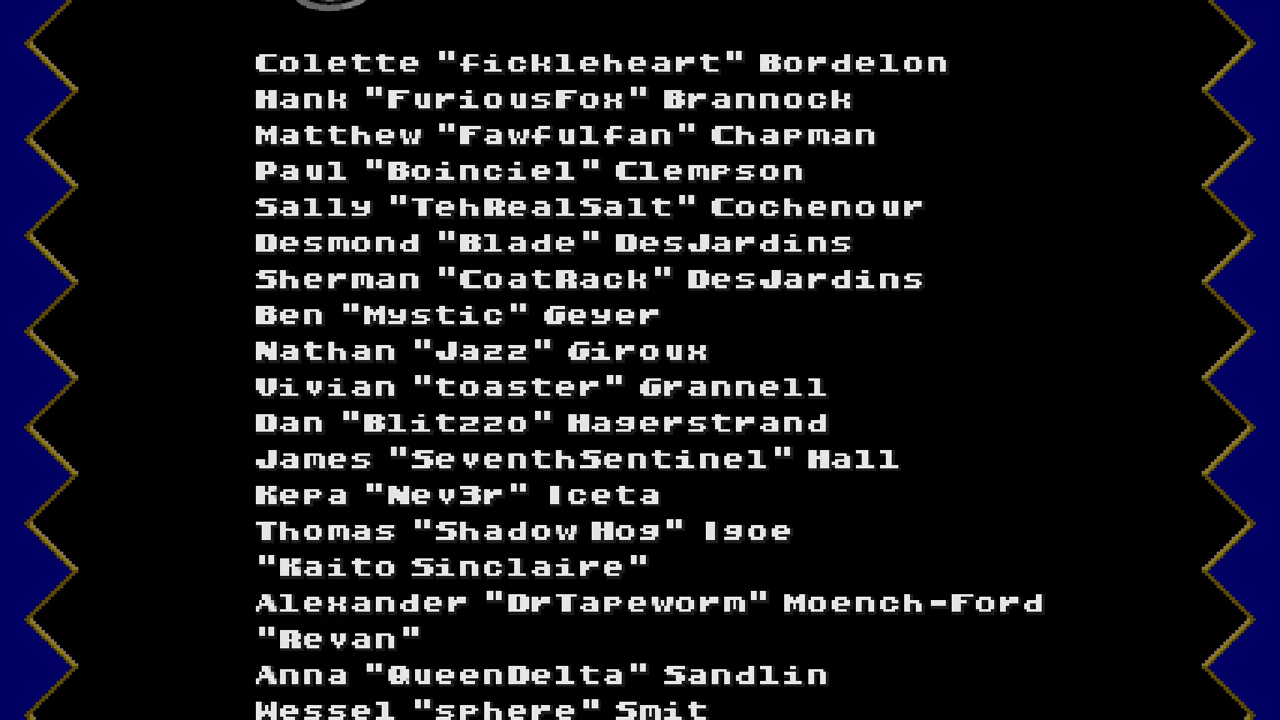 Colette "fickleheart" Bordelon
Hank "FuriousFox" Brannock
Matthew "Fawfulfan" Chapman
Paul "Boinciel" Clempson
Sally "TehRealSalt" Cochenour
Desmond "Blade" DesJardins
Sherman "CoatRack" DesJardins
Ben "Mystic" Geyer
Nathan "Jazz" Giroux
Vivian "toaster" Grannell
Dan "Blitzzo" Hagerstrand
James "SeventhSentinel" Hall
Kepa "Nev3r" Iceta
Thomas "Shadow Hog" Igoe
"Kaito Sinclaire"
Alexander "DrTapeworm" Moench-Ford
"Revan"
Anna "QueenDelta" Sandlin
Wessel "sphere" Smit